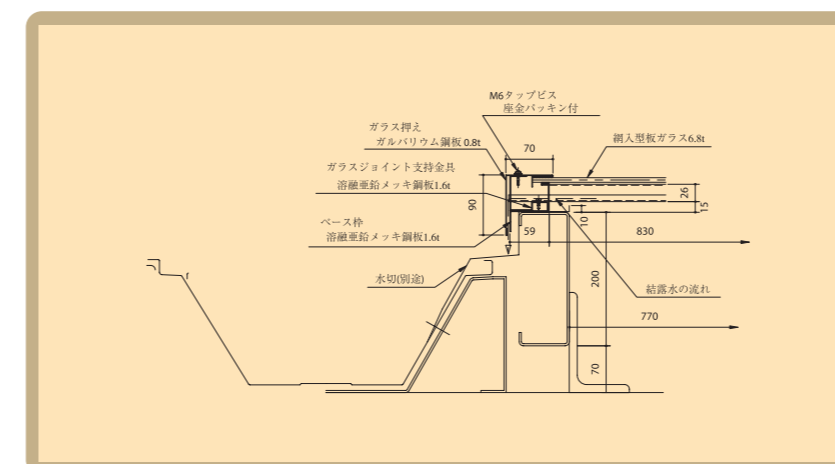 M6タップビス
座金パッキン付
ガラス押え
ガルバリウム鋼板0.8t
70
網入型板ガラス6.8t
ガラスジョイント支持金具
溶融亜鉛メッキ鋼板1.6t
90
26
15
10
ベース枠
溶融亜鉛メッキ鋼板1.6t
59
830
水切(別途)
200
結露水の流れ
770
70